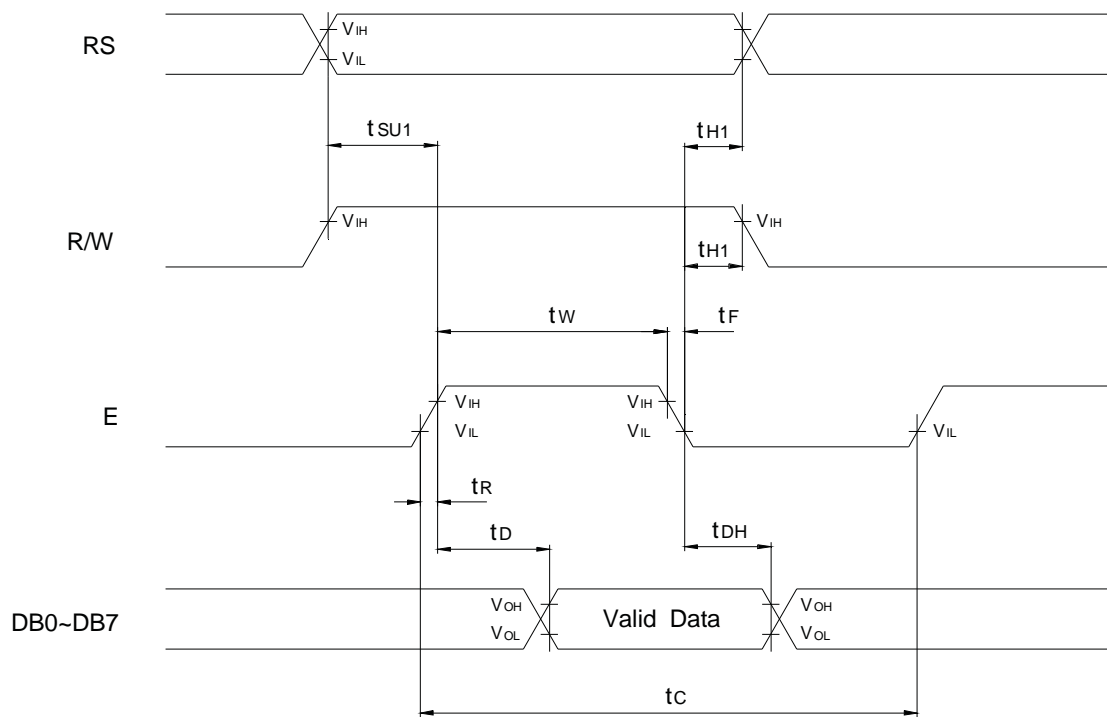 RS
VIH
VIL
tSU1
tH1
R/W
VIH
VIH
tH1
tW
tF
E
VIH
VIH
VIL
VIL
VIL
tR
tD
tDH
DB0~DB7
VOH
Valid Data
VOH
VOL
VOL
tC